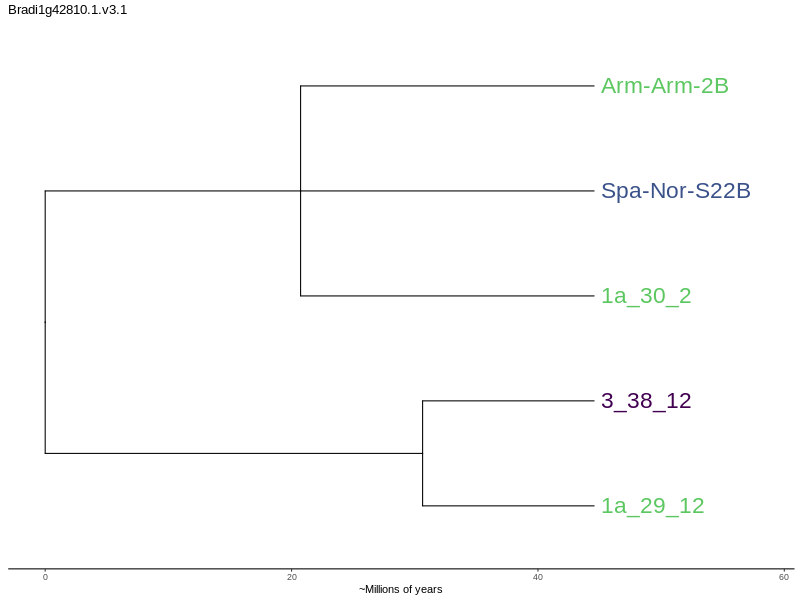 Bradi1g42810.1.v3.1
Arm-Arm-2B
Spa-Nor-S22B
1a_30_2
3_38_12
1a_29_12
0 20 40 60
~Millions of years